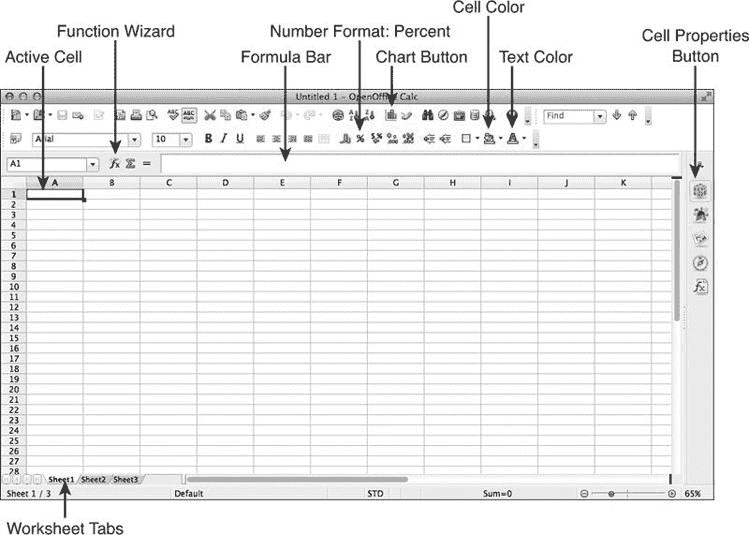 Cell Color
Function Wizard
Number Format: Percent
Cell Properties
Button
Active Cell
Formula Bar
Chart Button
Text Color
Untitled 1 – OpenOffice Calc
Find
Arial
10
B I U
A1
A B C D E F G H I J K
1
2
3
4
5
6
7
8
9
10
11
12
13
14
15
16
17
18
19
20
21
22
23
24
25
26
27
28
Sheet1 Sheet2 Sheet3
Sheet 1 / 3 Default STD Sum=0 65%
Worksheet Tabs